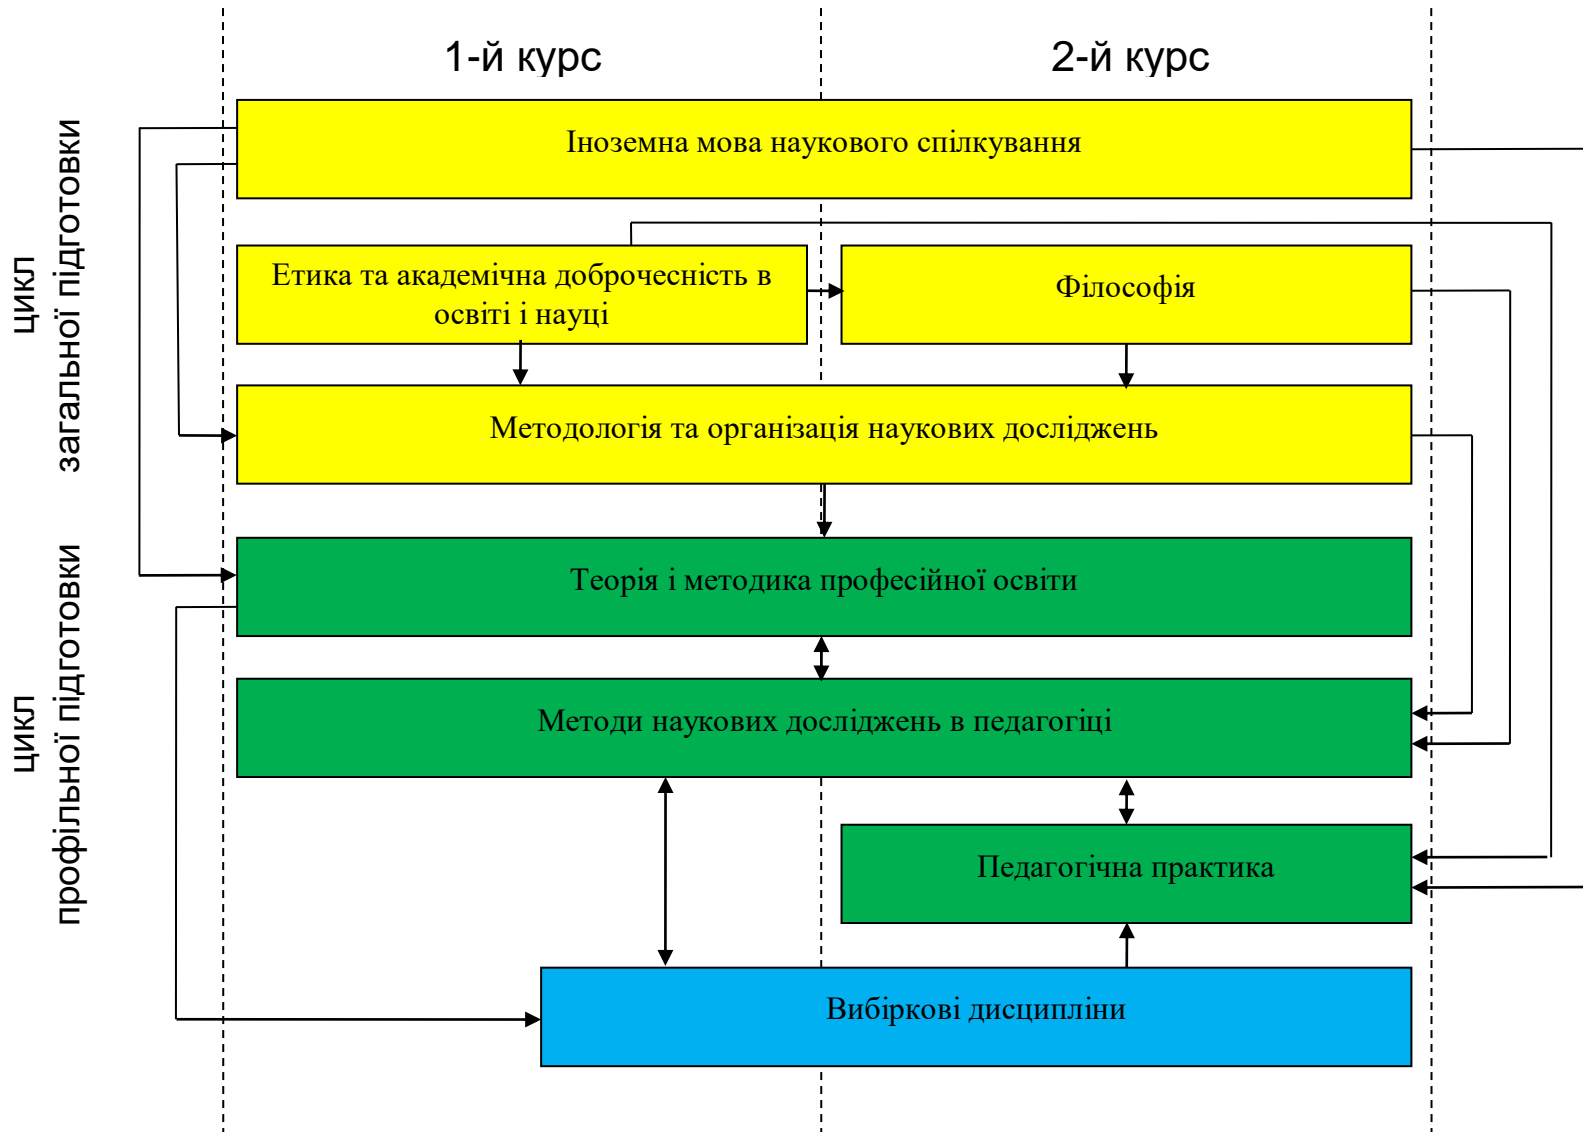 1-й курс
2-й курс
цикл
загальної підготовки
Іноземна мова наукового спілкування
Етика та академічна доброчесність в
освіті і науці
Філософія
Методологія та організація наукових досліджень
цикл
профільної підготовки
Теорія і методика професійної освіти
Методи наукових досліджень в педагогіці
Педагогічна практика
Вибіркові дисципліни